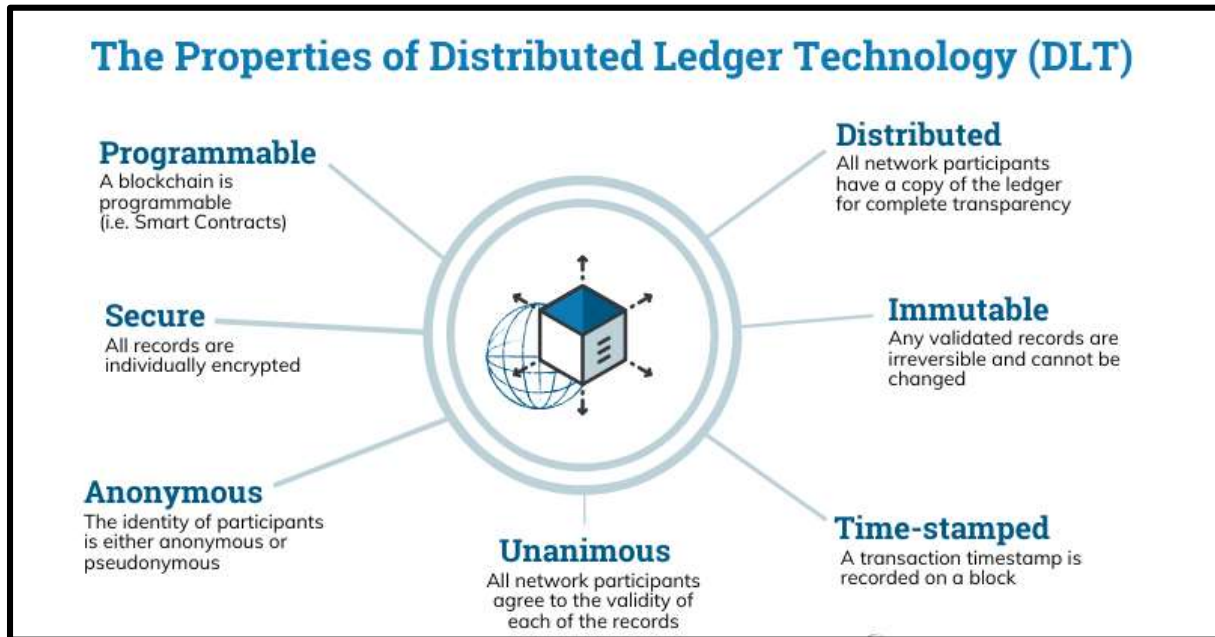 The Properties of Distributed Ledger Technology (DLT)
Programmable
A blockchain is
programmable
(i.e. Smart Contracts)
Distributed
All network participants
have a copy of the ledger
for complete transparency
Secure
All records are
individually encrypted
Immutable
Any validated records are
irreversible and cannot be
changed
Anonymous
The identity of participants
is either anonymous or
pseudonymous
Unanimous
All network participants
agree to the validity of
each of the records
Time-stamped
A transaction timestamp is
recorded on a block